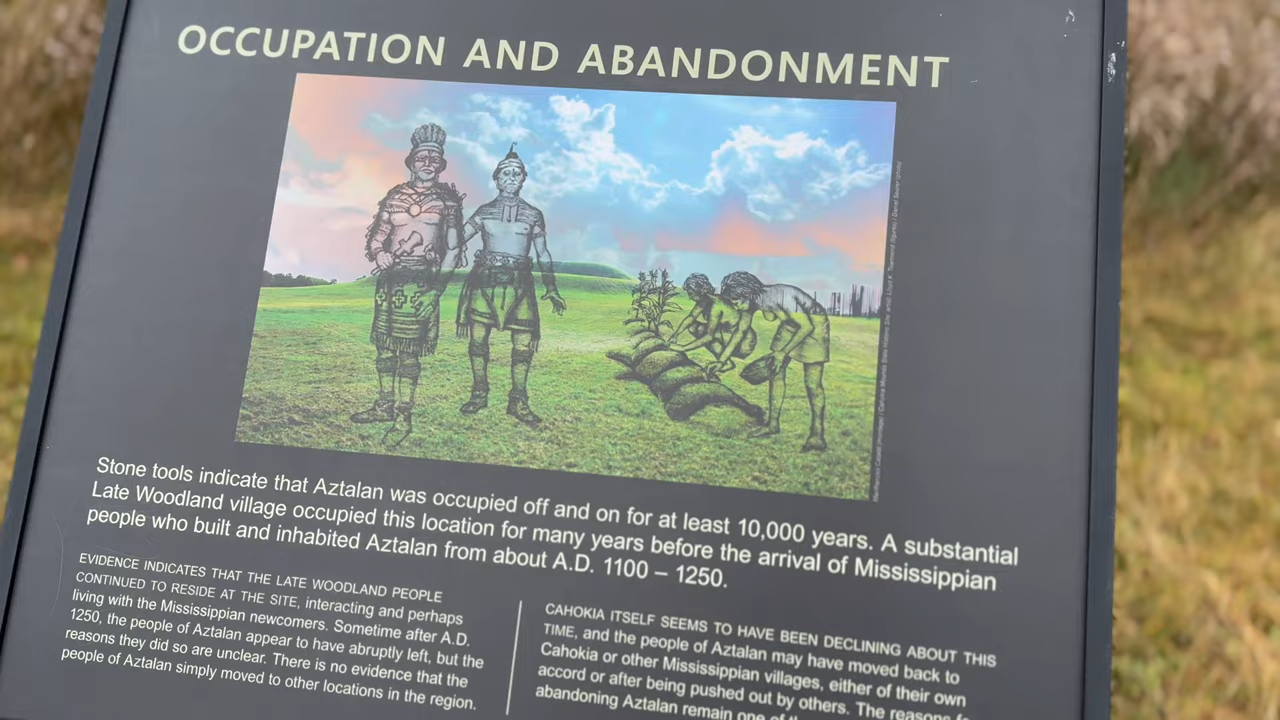 OCCUPATION AND ABANDONMENT
Stone tools indicate that Aztalan was occupied off and on for at least 10,000 years. A substantial
Late Woodland village occupied this location for many years before the arrival of Mississippian
people who built and inhabited Aztalan from about A.D. 1100 – 1250.
EVIDENCE INDICATES THAT THE LATE WOODLAND PEOPLE
CONTINUED TO RESIDE AT THE SITE, interacting and perhaps
living with the Mississippian newcomers. Sometime after A.D.
1250, the people of Aztalan appear to have abruptly left, but the
reasons they did so are unclear. There is no evidence that the
people of Aztalan simply moved to other locations in the region.
CAHOKIA ITSELF SEEMS TO HAVE BEEN DECLINING ABOUT THIS
TIME, and the people of Aztalan may have moved back to
Cahokia or other Mississippian villages, either of their own
accord or after being pushed out by others. The reasons
abandoning Aztalan remain one of